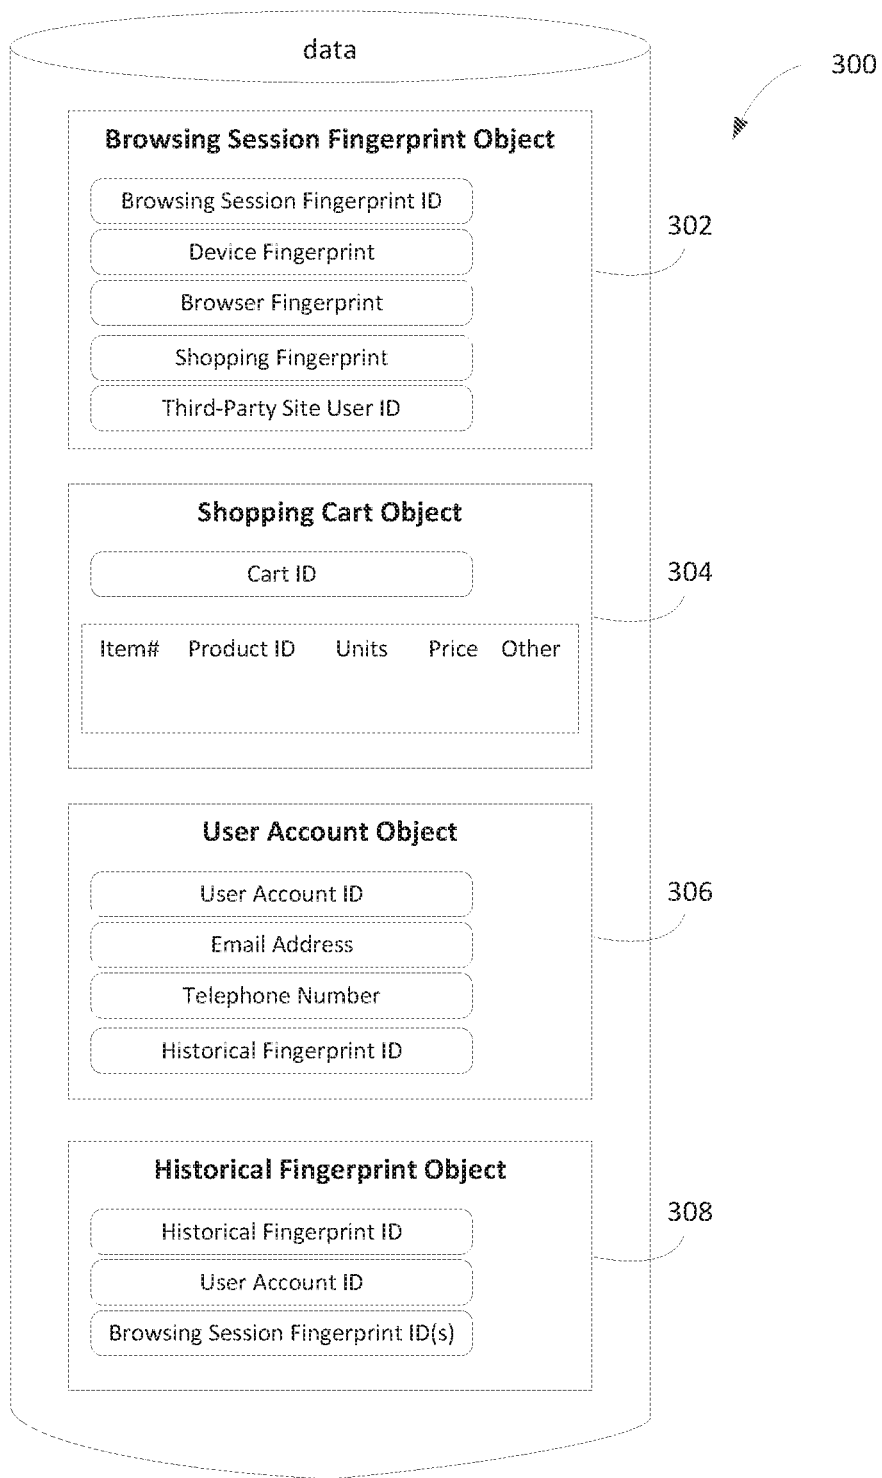 data
300
Browsing Session Fingerprint Object
Browsing Session Fingerprint ID
302
Device Fingerprint
Browser Fingerprint
Shopping Fingerprint
Third-Party Site User ID
Shopping Cart Object
Cart ID
304
Item# Product ID Units Price Other
User Account Object
User Account ID
306
Email Address
Telephone Number
Historical Fingerprint ID
Historical Fingerprint Object
308
Historical Fingerprint ID
User Account ID
Browsing Session Fingerprint ID(s)